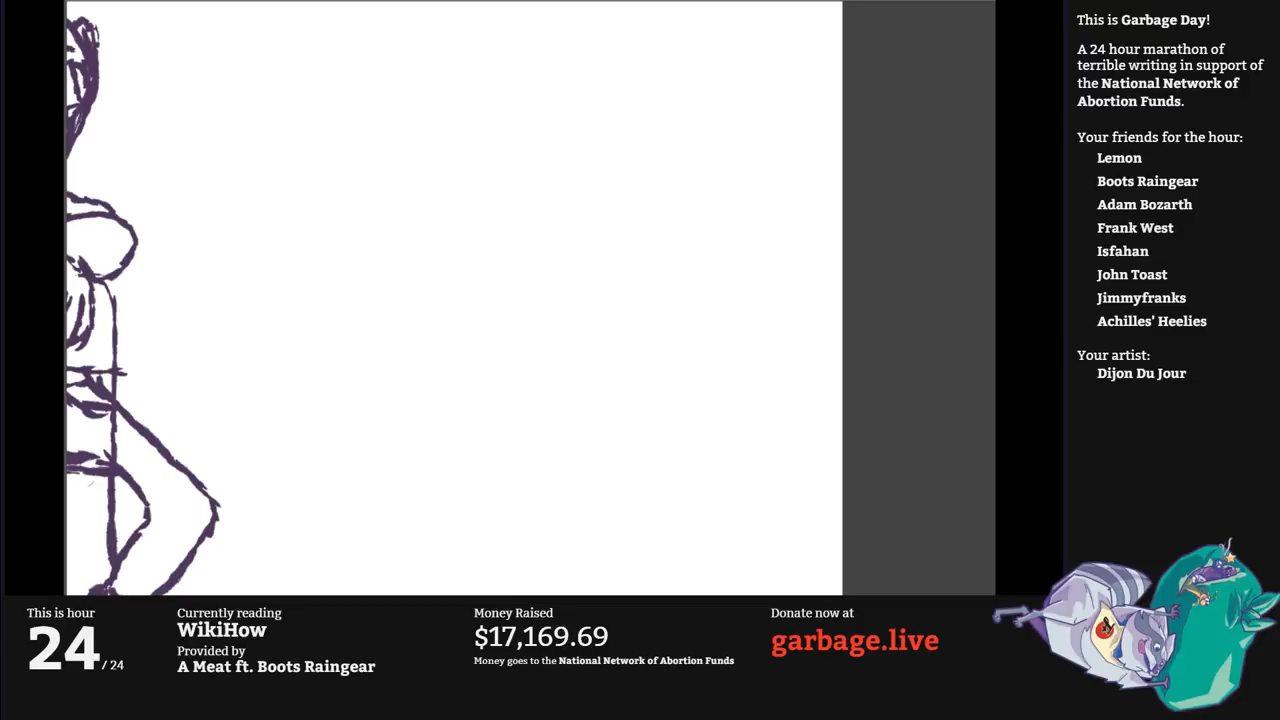 This is Garbage Day!
A 24 hour marathon of
terrible writing in support of
the National Network of
Abortion Funds.
Your friends for the hour:
Lemon
Boots Raingear
Adam Bozarth
Frank West
Isfahan
John Toast
Jimmyfranks
Achilles' Heelies
Your artist:
Dijon Du Jour
This is hour
24 / 24
Currently reading
WikiHow
Provided by
A Meat ft. Boots Raingear
Money Raised
$17,169.69
Money goes to the National Network of Abortion Funds
Donate now at
garbage.live